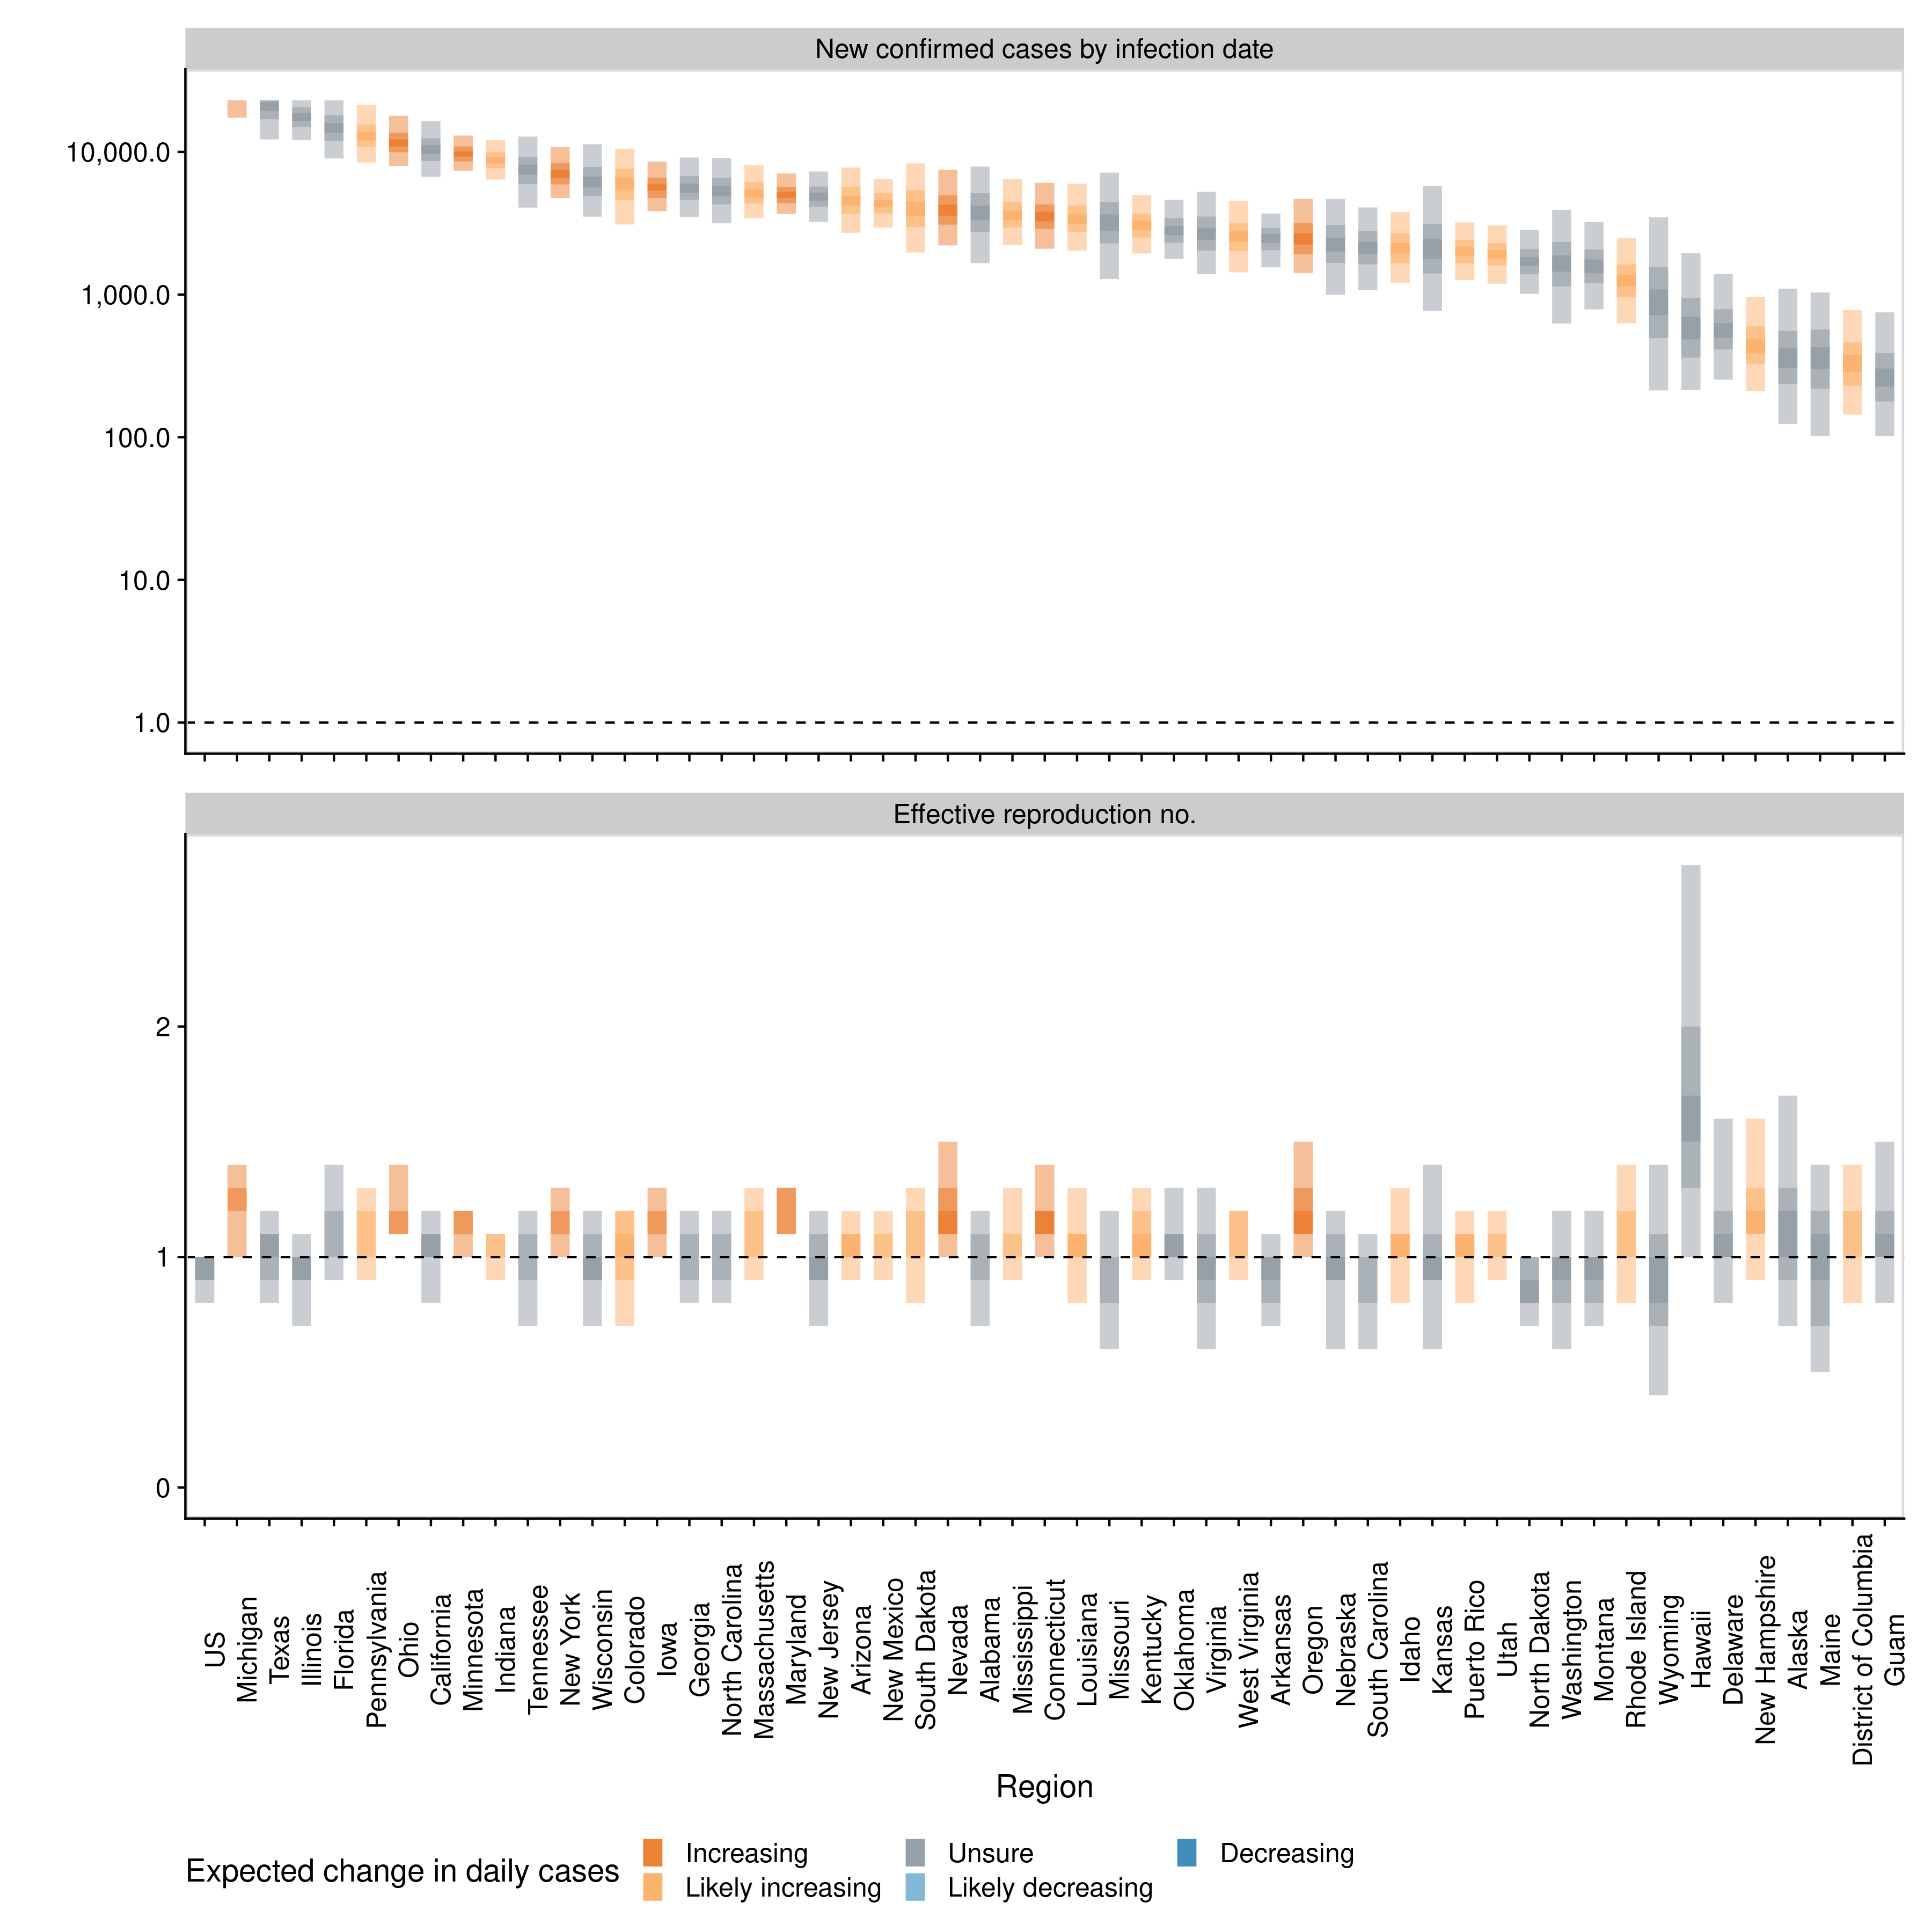 New confirmed cases by infection date
10,000.0
1,000.0
100.0
10.0
1.0
Effective reproduction no.
2
1
0
US
Michigan
Texas
Illinois
Florida
Pennsylvania
Ohio
California
Minnesota
Indiana
Tennessee
New York
Wisconsin
Colorado
Iowa
Georgia
North Carolina
Massachusetts
Maryland
New Jersey
Arizona
New Mexico
South Dakota
Nevada
Alabama
Mississippi
Connecticut
Louisiana
Missouri
Kentucky
Oklahoma
Virginia
West Virginia
Arkansas
Oregon
Nebraska
South Carolina
Idaho
Kansas
Puerto Rico
Utah
North Dakota
Washington
Montana
Rhode Island
Wyoming
Hawaii
Delaware
New Hampshire
Alaska
Maine
District of Columbia
Guam
Region
Expected change in daily cases
Increasing
Unsure
Decreasing
Likely increasing
Likely decreasing